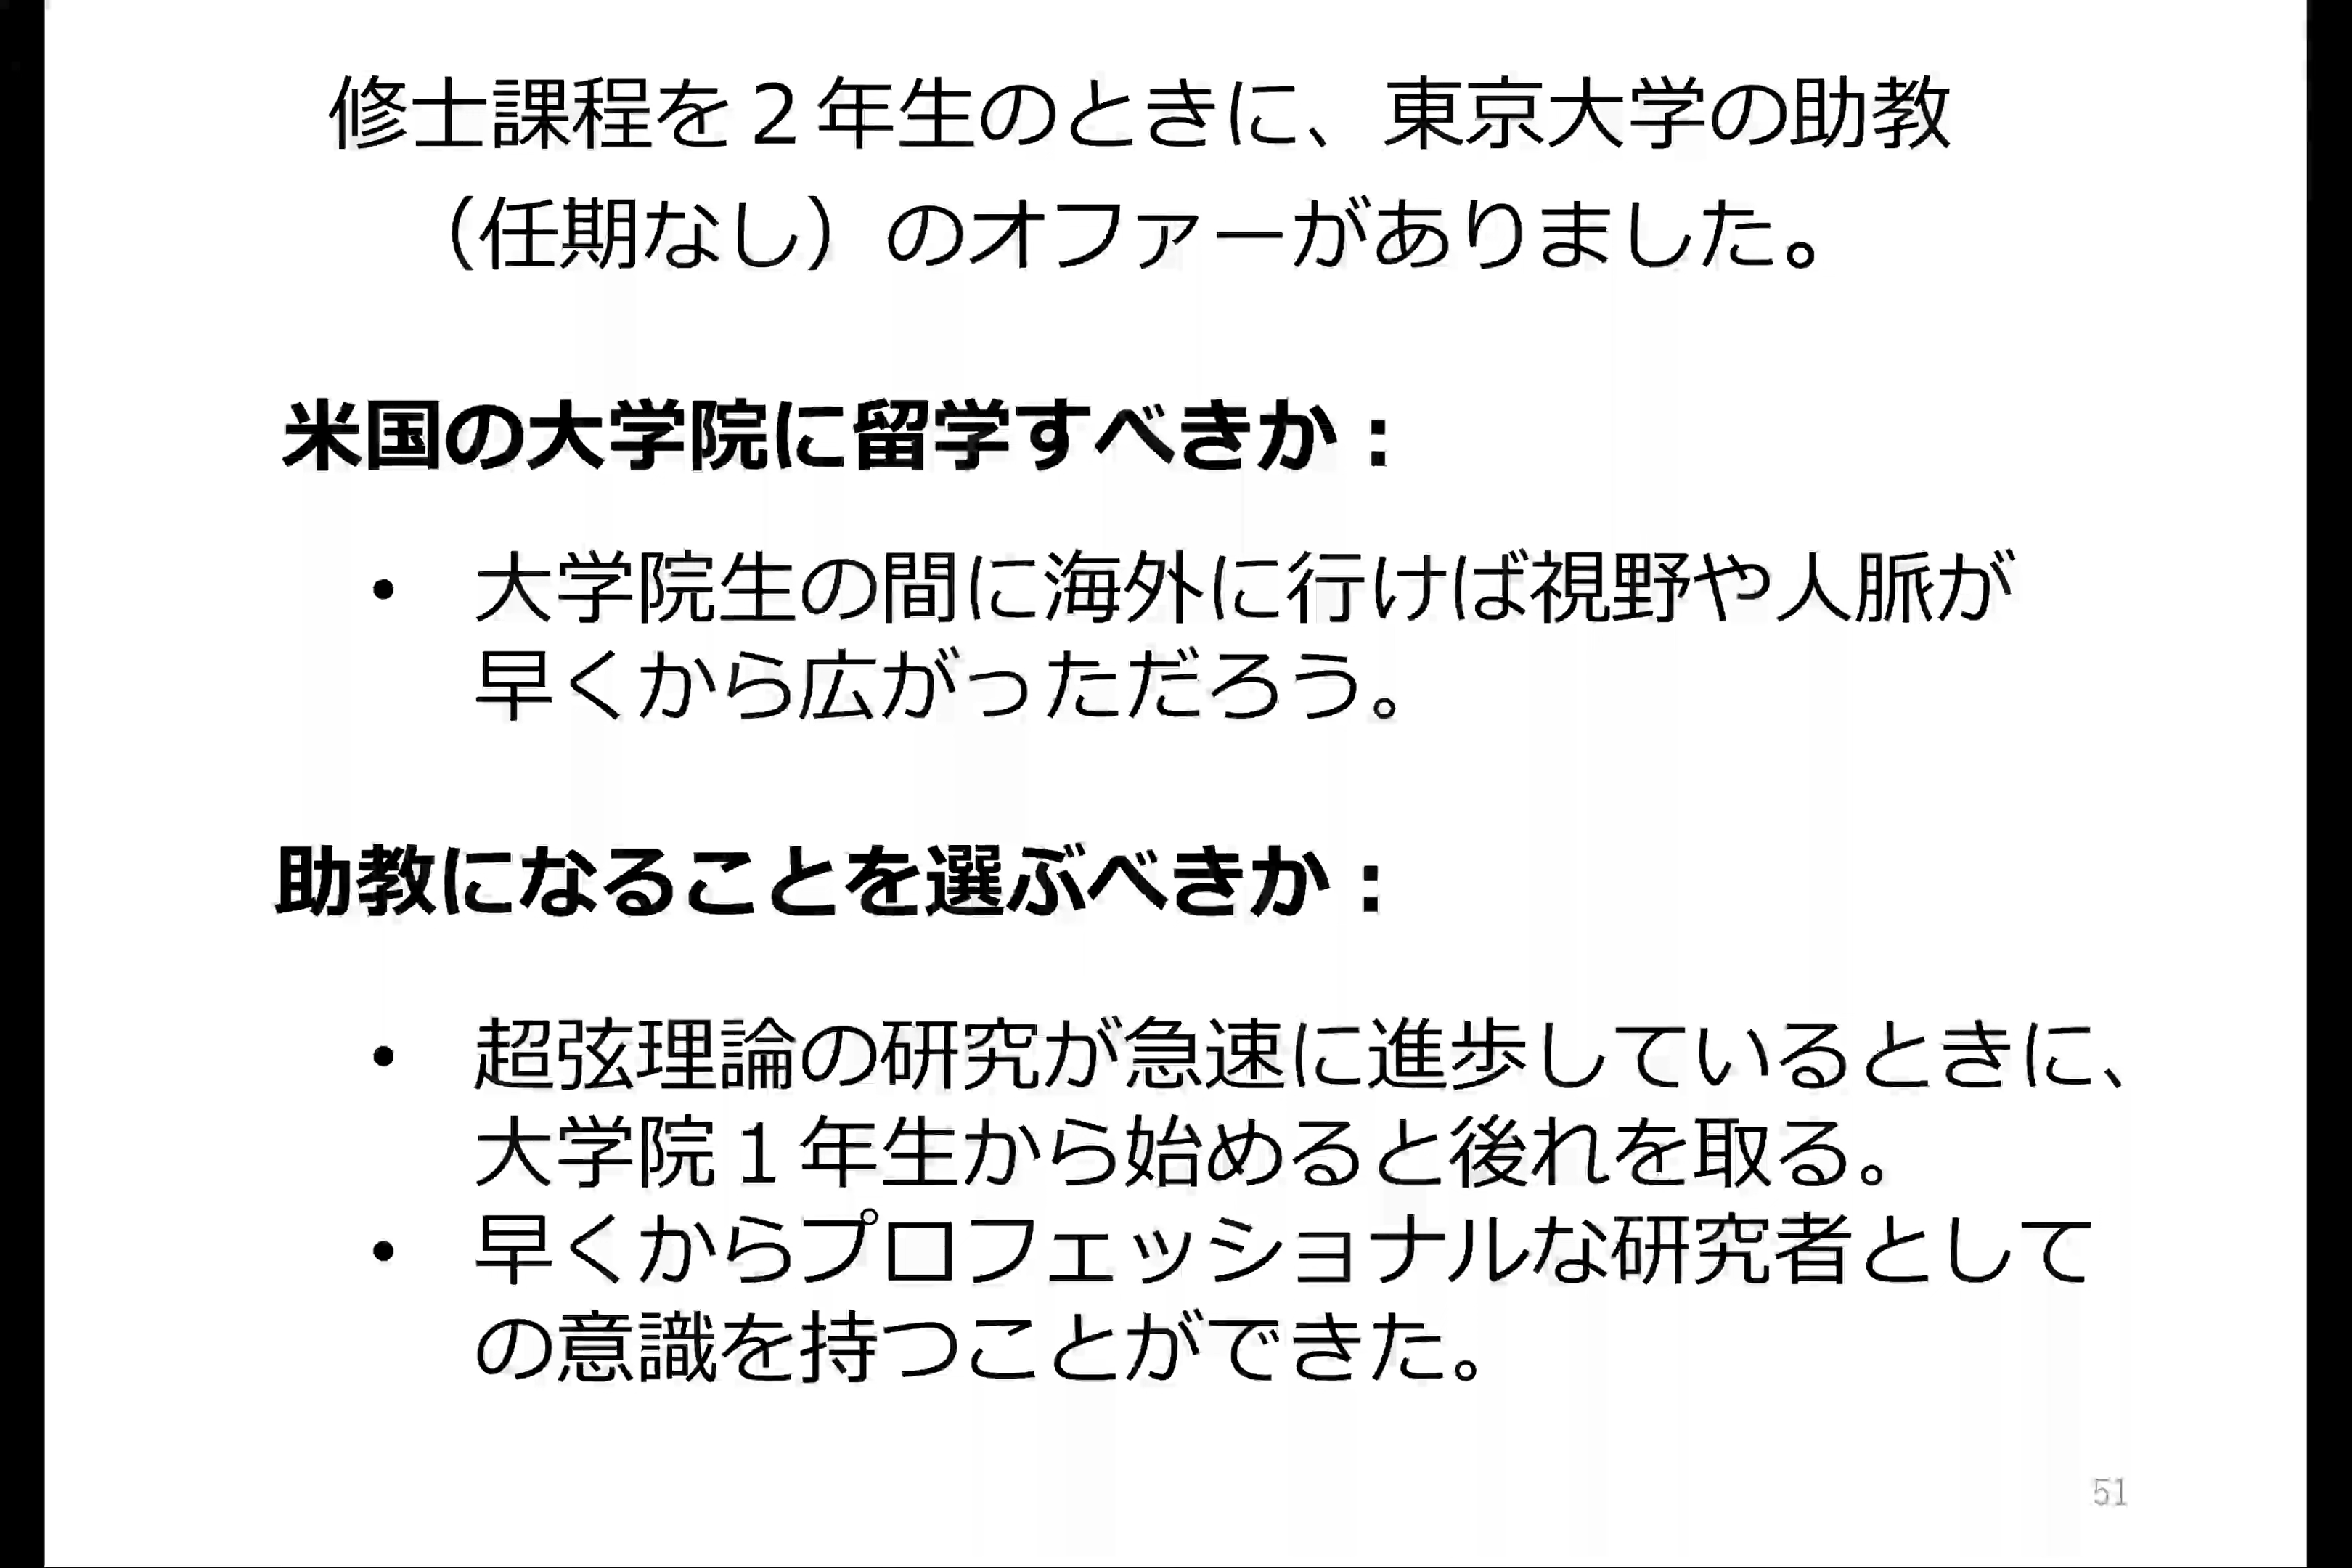 修士課程を2年生のときに、東京大学の助教
（任期なし）のオファーがありました。
米国の大学院に留学すべきか：
• 大学院生の間に海外に行けば視野や人脈が
早くから広がっただろう。
助教になることを選ぶべきか：
• 超弦理論の研究が急速に進歩しているときに、
大学院1年生から始めると後れを取る。
• 早くからプロフェッショナルな研究者として
の意識を持つことができた。
51